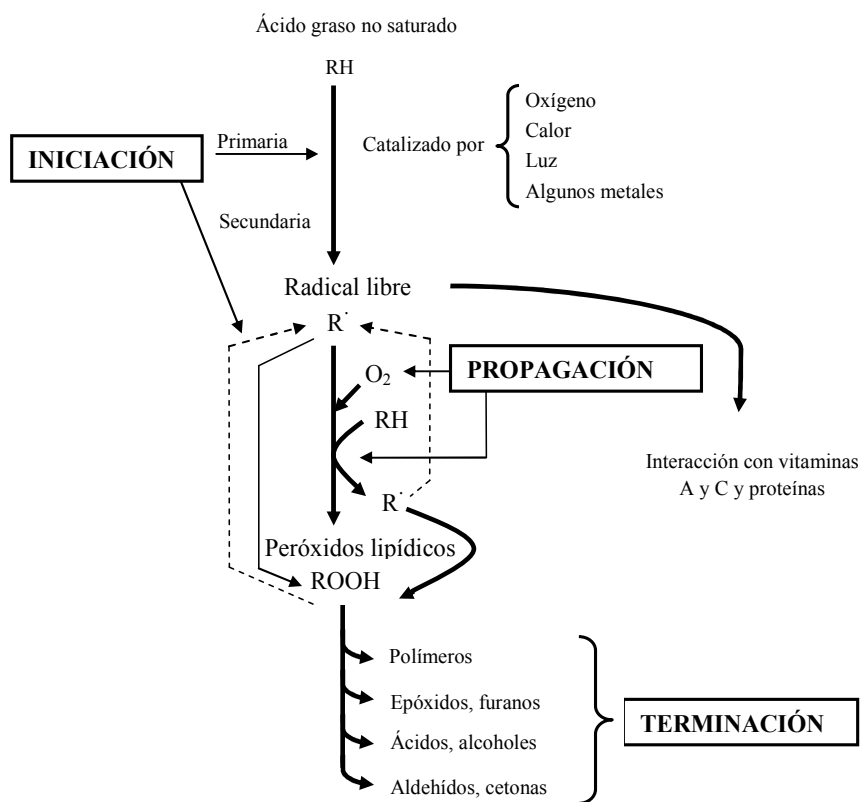 Ácido graso no saturado
RH
INICIACIÓN
Primaria
Catalizado por
Oxígeno
Calor
Luz
Algunos metales
Secundaria
Radical libre
R˙
O₂
PROPAGACIÓN
RH
Interacción con vitaminas
A y C y proteínas
R˙
Peróxidos lipídicos
ROOH
Polímeros
Epóxidos, furanos
Ácidos, alcoholes
Aldehídos, cetonas
TERMINACIÓN